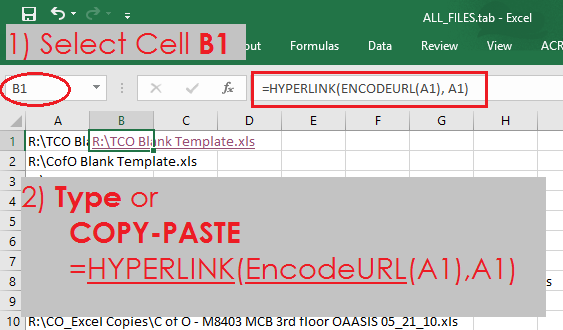 ALL_FILES.tab - Excel
1) Select Cell B1
Formulas Data Review View ACR
B1 fx =HYPERLINK(ENCODEURL(A1), A1)
A B C D E F G H
1 R:\TCO Bla R:\TCO Blank Template.xls
2 R:\CofO Blank Template.xls
2) Type or
COPY-PASTE
=HYPERLINK(EncodeURL(A1),A1)
8
9
10 R:\CO_Excel Copies\C of O - M8403 MCB 3rd floor OAASIS 05_21_10.xls